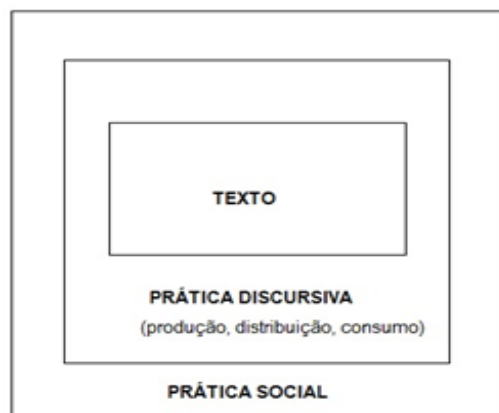 TEXTO
PRÁTICA DISCURSIVA
(produção, distribuição, consumo)
PRÁTICA SOCIAL